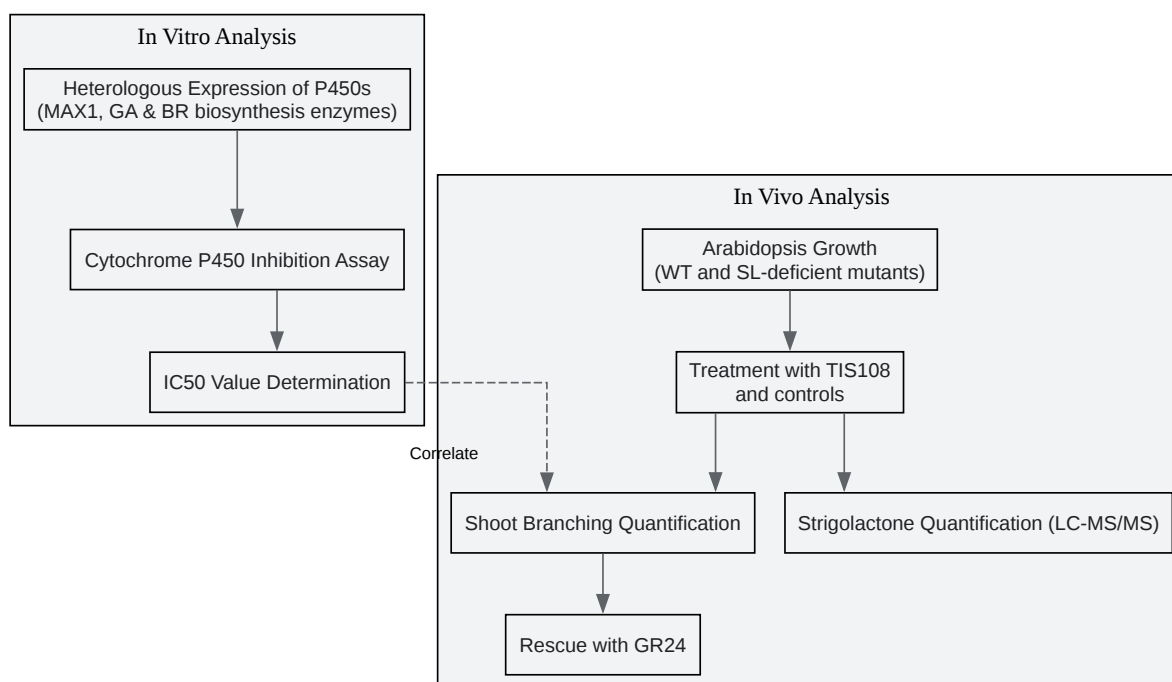 In Vitro Analysis
Heterologous Expression of P450s
(MAX1, GA & BR biosynthesis enzymes)
Cytochrome P450 Inhibition Assay
IC50 Value Determination
Correlate
In Vivo Analysis
Arabidopsis Growth
(WT and SL-deficient mutants)
Treatment with TIS108
and controls
Shoot Branching Quantification
Strigolactone Quantification (LC-MS/MS)
Rescue with GR24